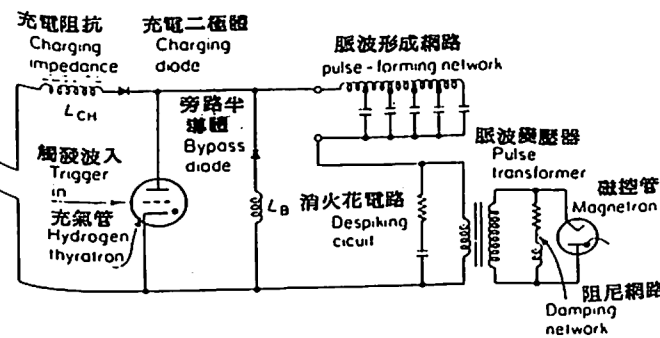 充電阻抗
Charging
impedance
LCH
充電二極體
Charging
diode
旁路半
導體
Bypass
diode
LB
觸發波入
Trigger
in
充氣管
Hydrogen
thyratron
脈波形成網路
pulse-forming network
消火花電路
Despiking
cicuit
脈波變壓器
Pulse
transformer
磁控管
Magnetron
阻尼網路
Damping
network